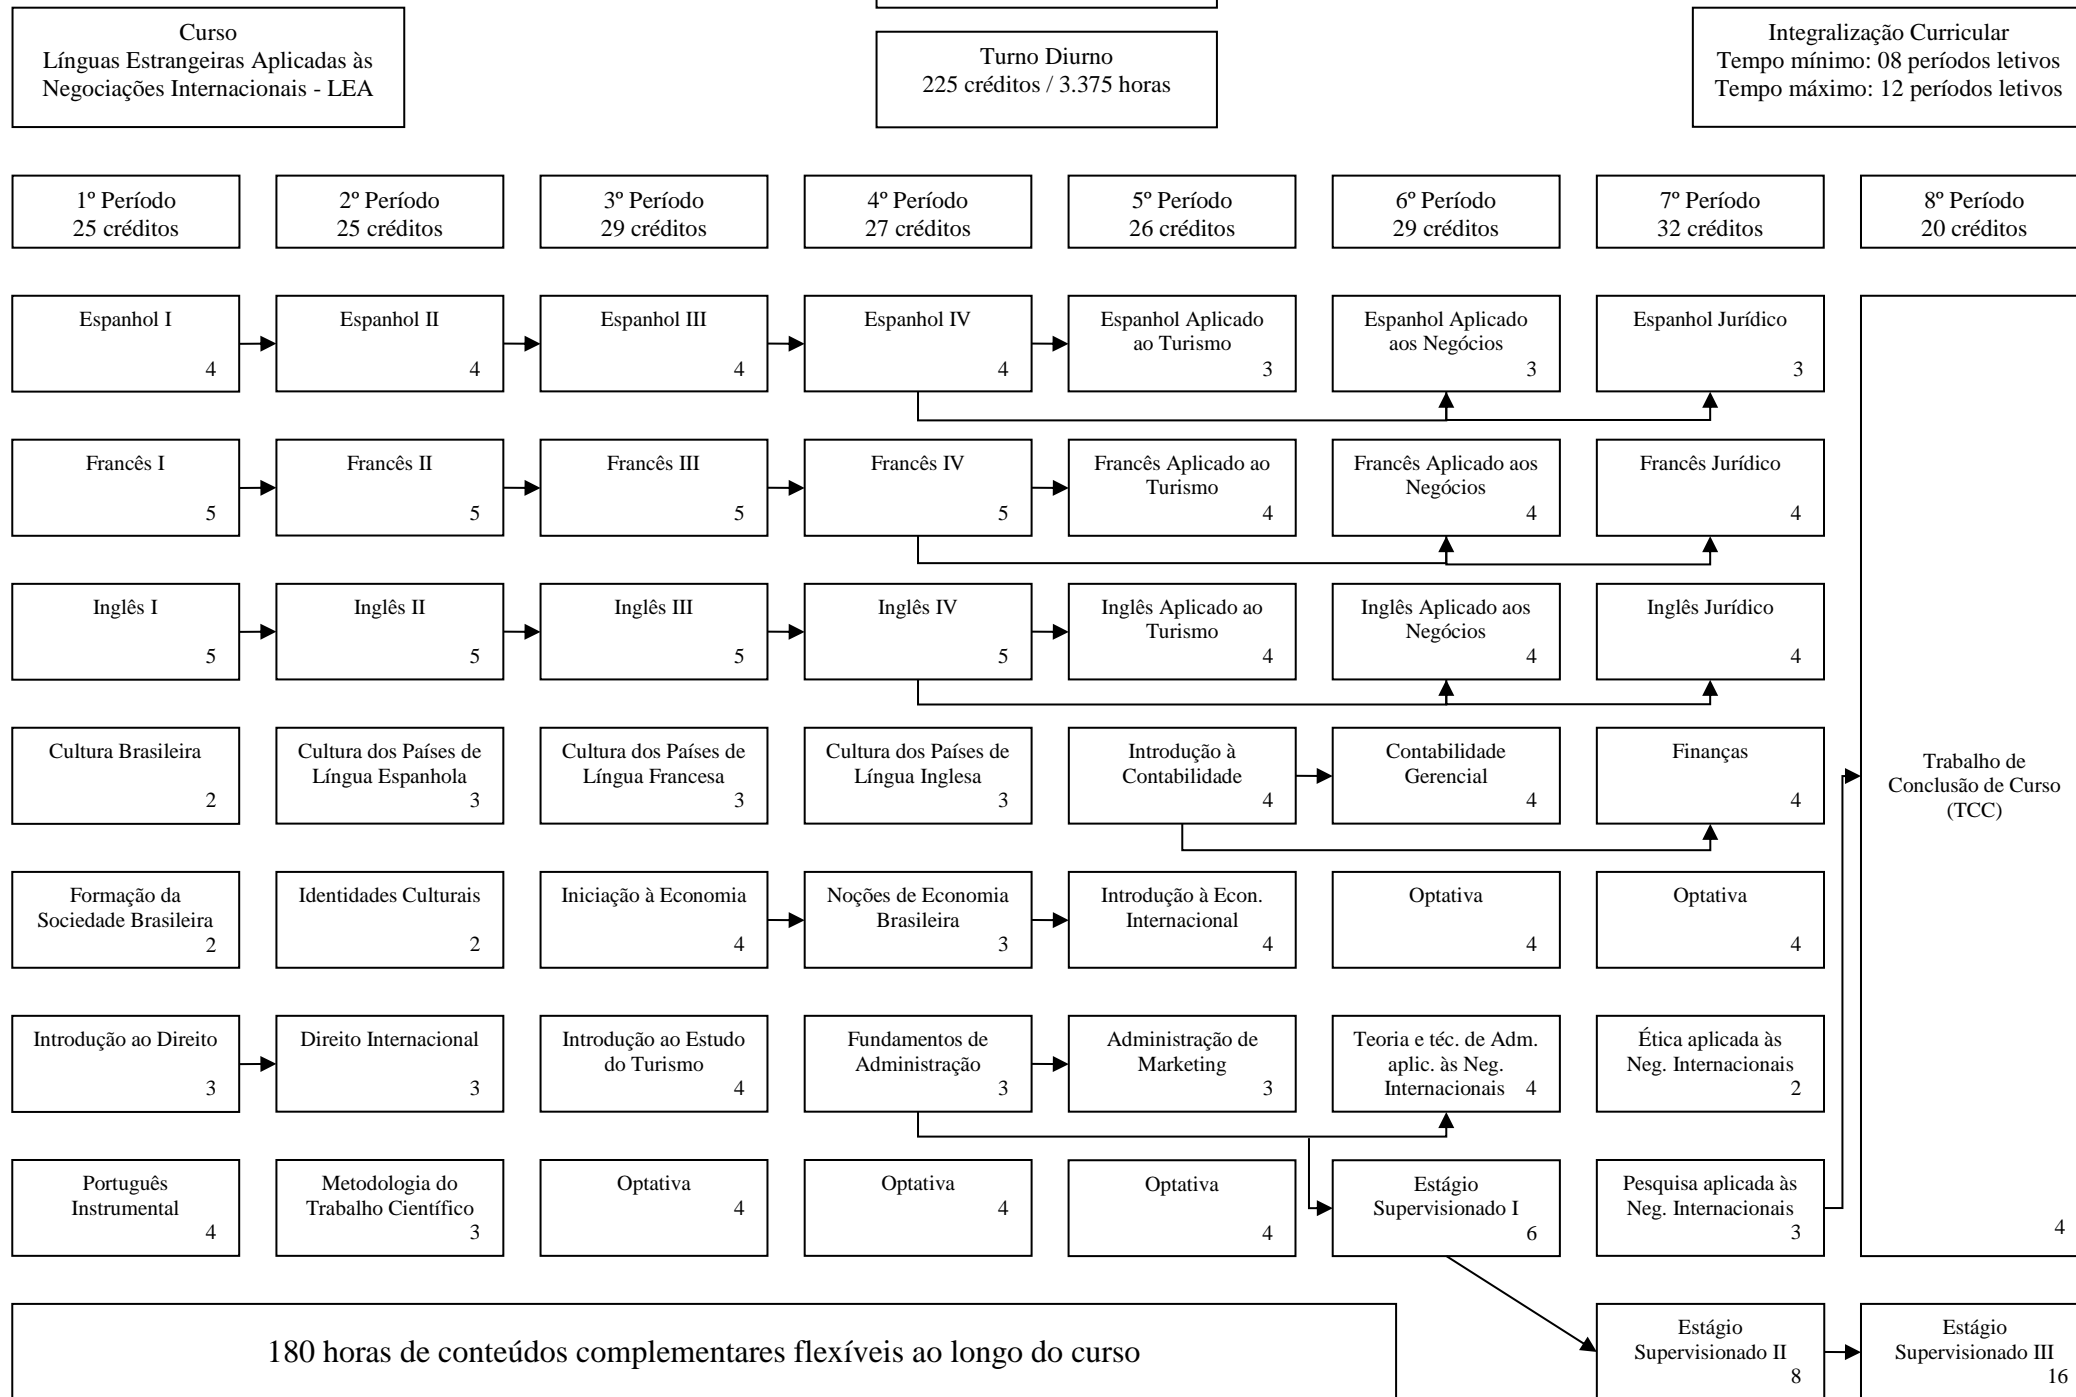 Curso
Línguas Estrangeiras Aplicadas às
Negociações Internacionais - LEA
Turno Diurno
225 créditos / 3.375 horas
Integralização Curricular
Tempo mínimo: 08 períodos letivos
Tempo máximo: 12 períodos letivos
1º Período
25 créditos
2º Período
25 créditos
3º Período
29 créditos
4º Período
27 créditos
5º Período
26 créditos
6º Período
29 créditos
7º Período
32 créditos
8º Período
20 créditos
Espanhol I
4
Espanhol II
4
Espanhol III
4
Espanhol IV
4
Espanhol Aplicado
ao Turismo
3
Espanhol Aplicado
aos Negócios
3
Espanhol Jurídico
3
Francês I
5
Francês II
5
Francês III
5
Francês IV
5
Francês Aplicado ao
Turismo
4
Francês Aplicado aos
Negócios
4
Francês Jurídico
4
Inglês I
5
Inglês II
5
Inglês III
5
Inglês IV
5
Inglês Aplicado ao
Turismo
4
Inglês Aplicado aos
Negócios
4
Inglês Jurídico
4
Cultura Brasileira
2
Cultura dos Países de
Língua Espanhola
3
Cultura dos Países de
Língua Francesa
3
Cultura dos Países de
Língua Inglesa
3
Introdução à
Contabilidade
4
Contabilidade
Gerencial
4
Finanças
4
Trabalho de
Conclusão de Curso
(TCC)
4
Formação da
Sociedade Brasileira
2
Identidades Culturais
2
Iniciação à Economia
4
Noções de Economia
Brasileira
3
Introdução à Econ.
Internacional
4
Optativa
4
Optativa
4
Introdução ao Direito
3
Direito Internacional
3
Introdução ao Estudo
do Turismo
4
Fundamentos de
Administração
3
Administração de
Marketing
3
Teoria e téc. de Adm.
aplic. às Neg.
Internacionais 4
Ética aplicada às
Neg. Internacionais
2
Português
Instrumental
4
Metodologia do
Trabalho Científico
3
Optativa
4
Optativa
4
Optativa
4
Estágio
Supervisionado I
6
Pesquisa aplicada às
Neg. Internacionais
3
180 horas de conteúdos complementares flexíveis ao longo do curso
Estágio
Supervisionado II
8
Estágio
Supervisionado III
16